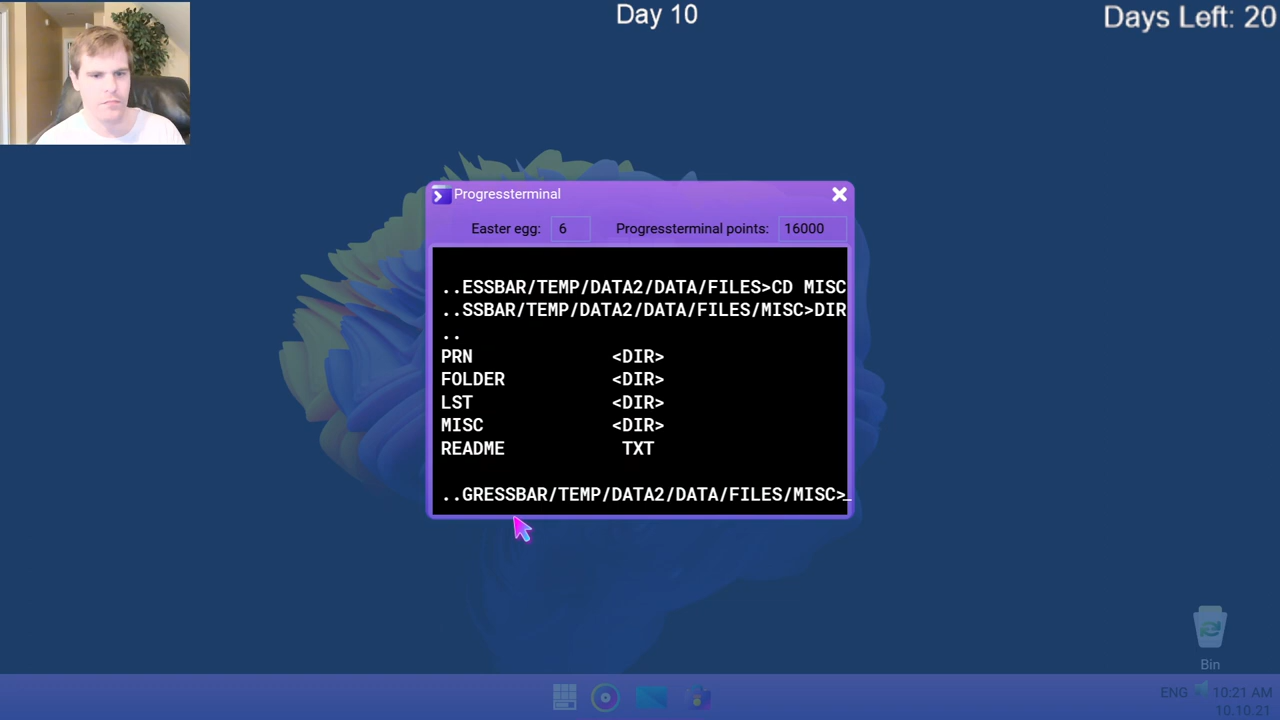 Day 10
Days Left: 20
Progressterminal
Easter egg: 6 Progressterminal points: 16000
..ESSBAR/TEMP/DATA2/DATA/FILES>CD MISC
..SSBAR/TEMP/DATA2/DATA/FILES/MISC>DIR
..
PRN <DIR>
FOLDER <DIR>
LST <DIR>
MISC <DIR>
README TXT
..GRESSBAR/TEMP/DATA2/DATA/FILES/MISC>_
Bin
ENG 10:21 AM
10.10.21